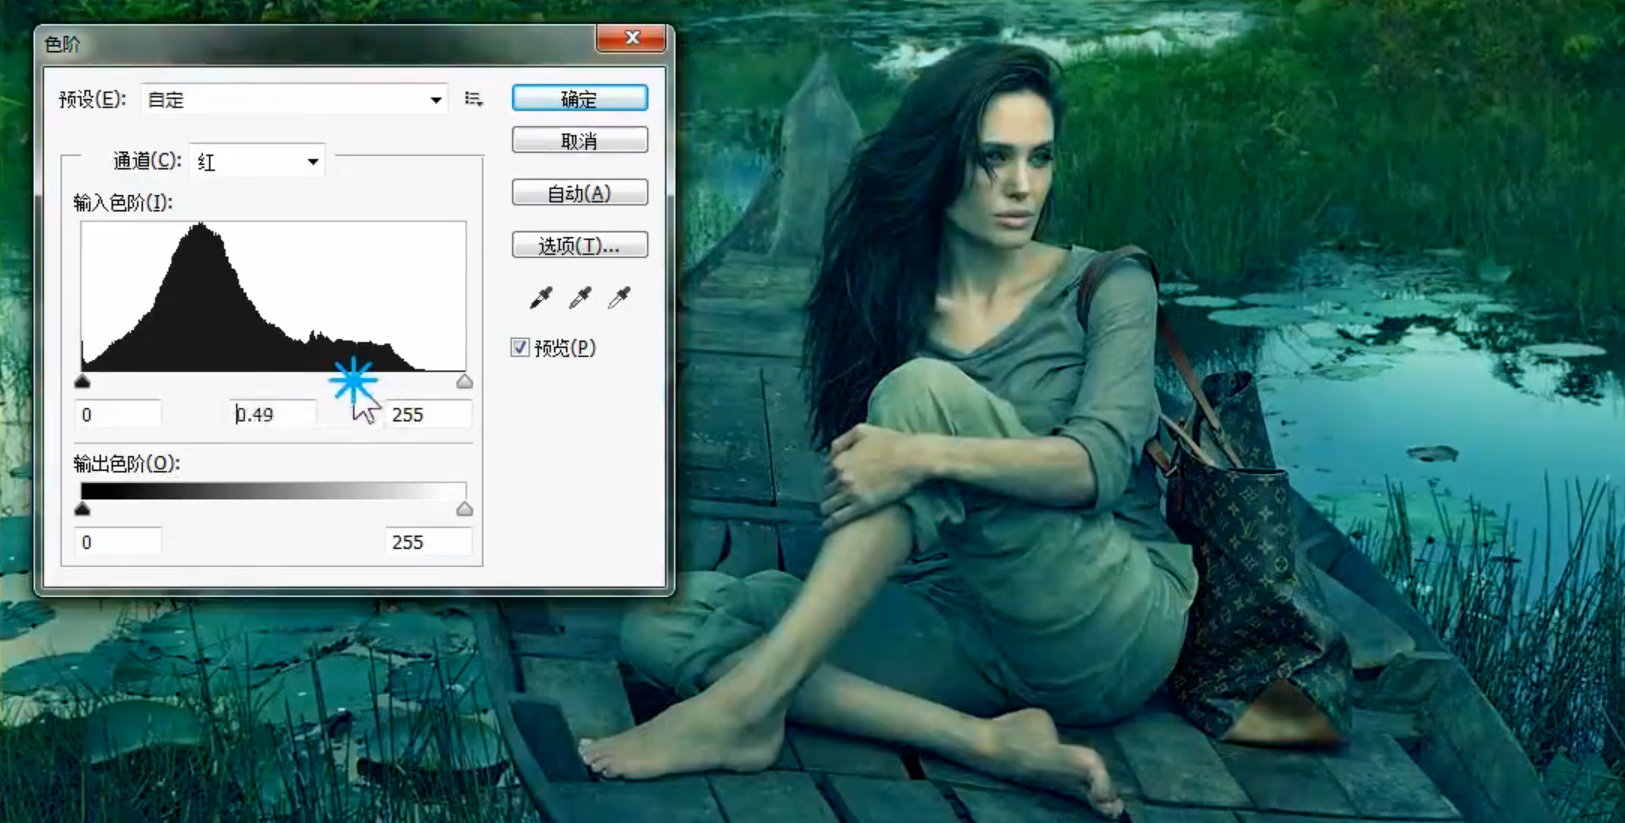 色阶
预设(E): 自定
确定
取消
通道(C): 红
自动(A)
输入色阶(I):
选项(T)...
预览(P)
0 0.49 255
输出色阶(O):
0 255